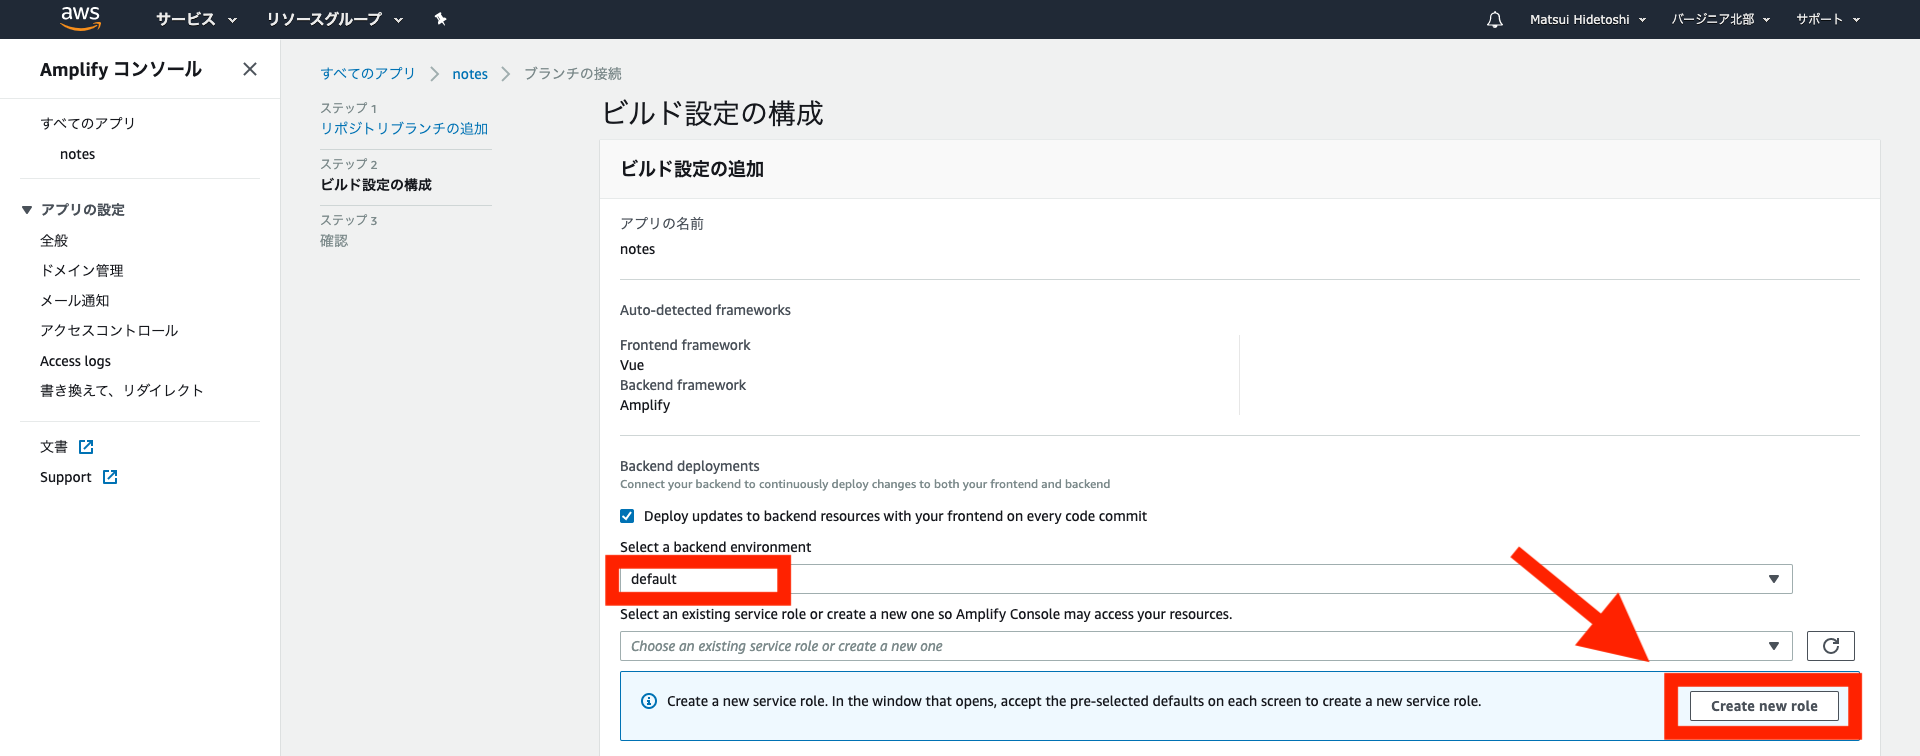 aws サービス リソースグループ Matsui Hidetoshi バージニア北部 サポート
Amplify コンソール
すべてのアプリ
notes
アプリの設定
全般
ドメイン管理
メール通知
アクセスコントロール
Access logs
書き換えて、リダイレクト
文書
Support
すべてのアプリ notes ブランチの接続
ステップ 1
リポジトリブランチの追加
ステップ 2
ビルド設定の構成
ステップ 3
確認
ビルド設定の構成
ビルド設定の追加
アプリの名前
notes
Auto-detected frameworks
Frontend framework
Vue
Backend framework
Amplify
Backend deployments
Connect your backend to continuously deploy changes to both your frontend and backend
Deploy updates to backend resources with your frontend on every code commit
Select a backend environment
default
Select an existing service role or create a new one so Amplify Console may access your resources.
Choose an existing service role or create a new one
Create a new service role. In the window that opens, accept the pre-selected defaults on each screen to create a new service role.
Create new role